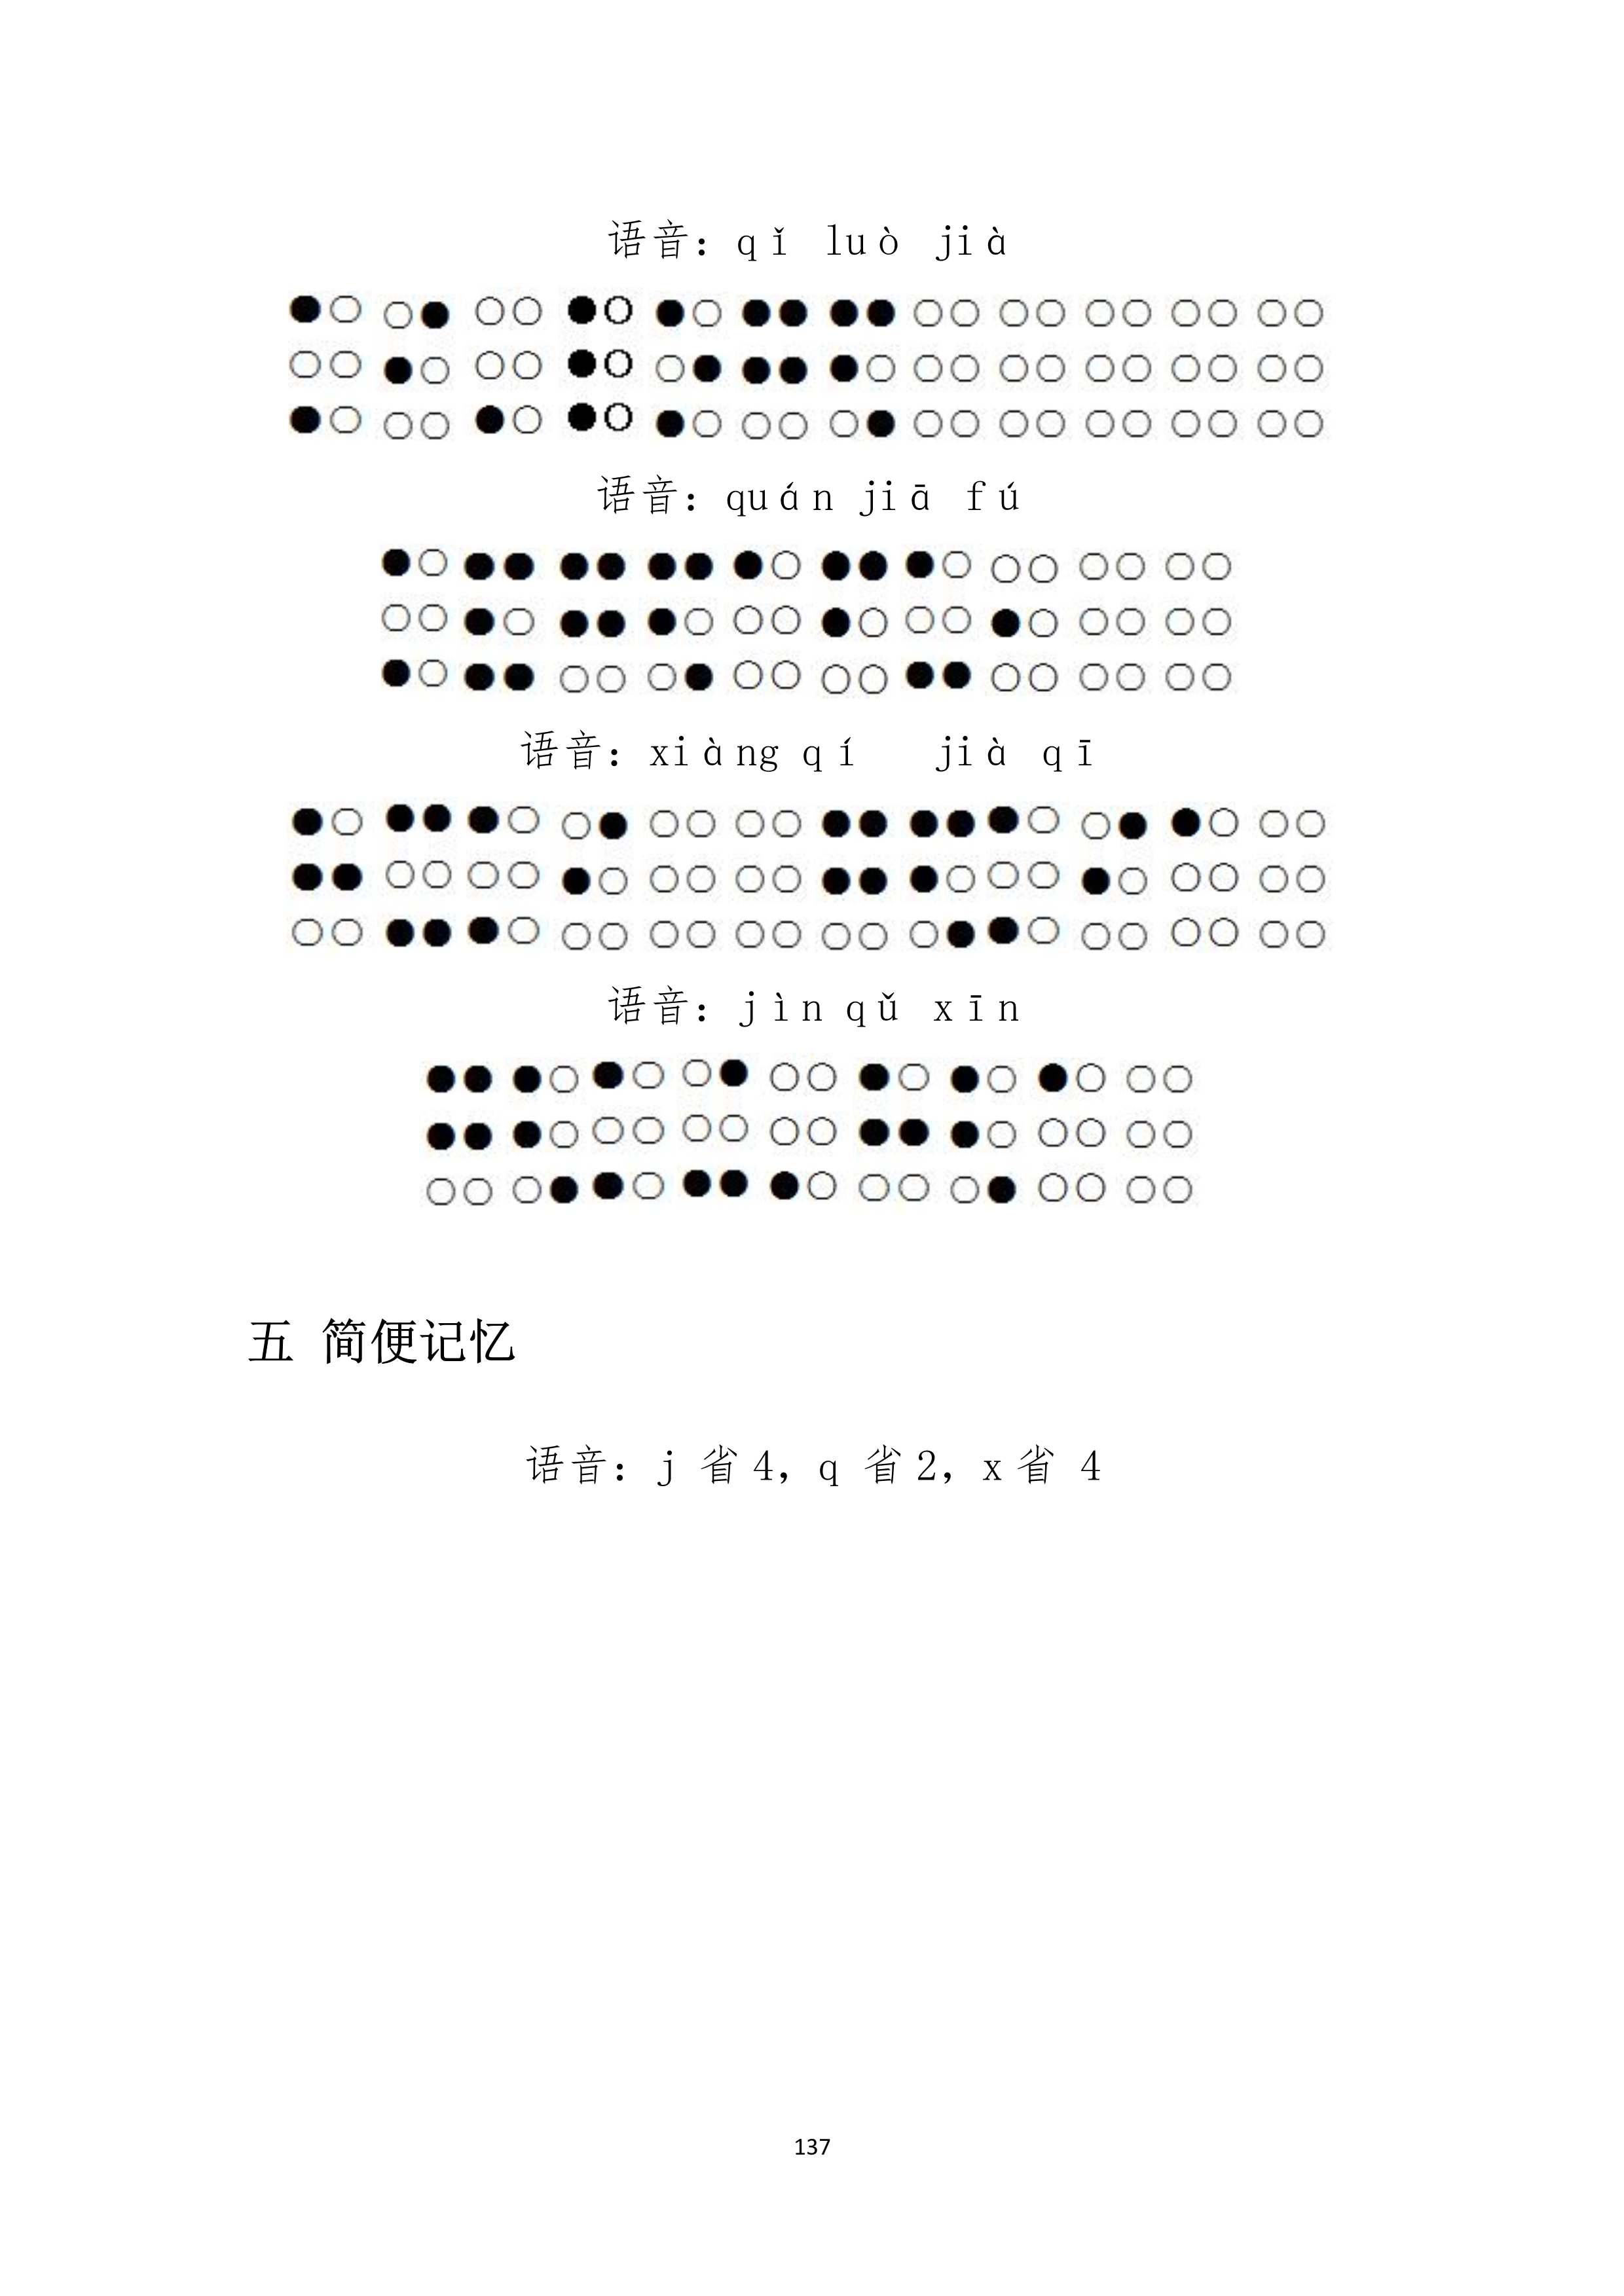 语音：qǐ luò jià
语音：quán jiā fú
语音：xiàng qí jià qī
语音：jìn qǔ xīn
五 简便记忆
语音：j 省 4，q 省 2，x 省 4
137